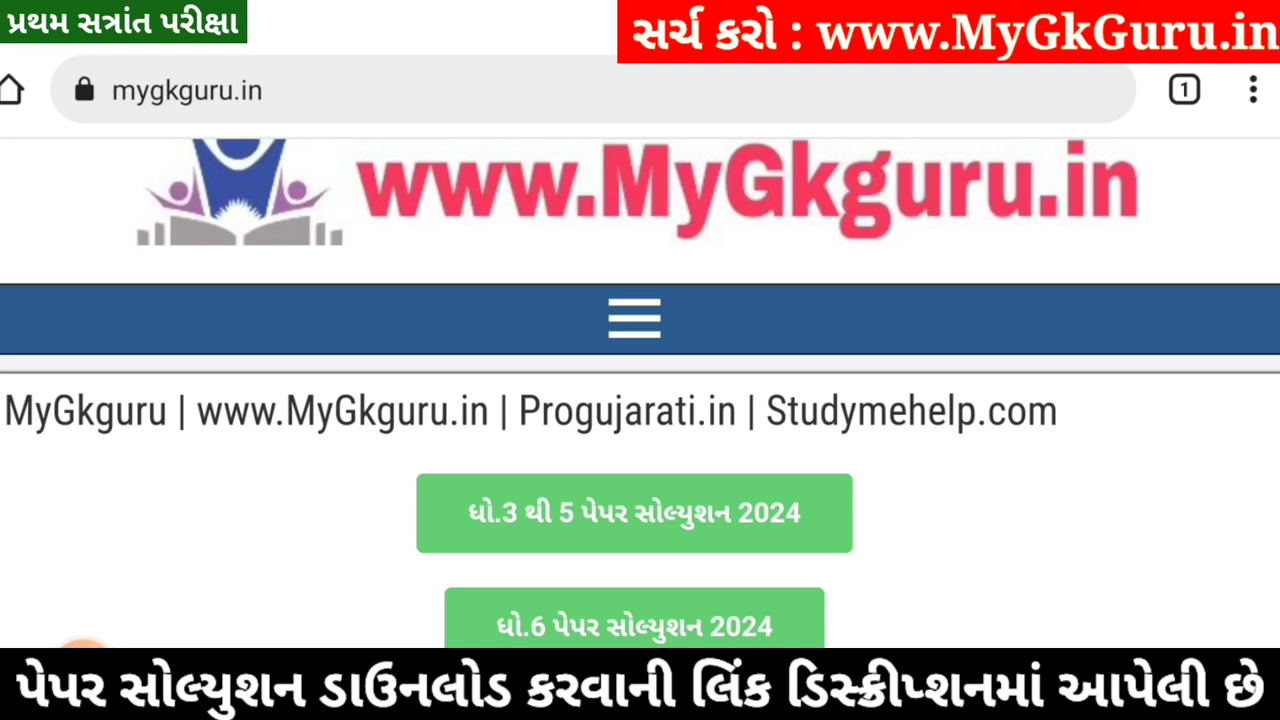 પ્રથમ સત્રાંત પરીક્ષા
સર્ચ કરો : www.MyGkGuru.in
mygkguru.in
1
www.MyGkguru.in
MyGkguru | www.MyGkguru.in | Progujarati.in | Studymehelp.com
ધો.3 થી 5 પેપર સોલ્યુશન 2024
ધો.6 પેપર સોલ્યુશન 2024
પેપર સોલ્યુશન ડાઉનલોડ કરવાની લિંક ડિસ્ક્રીપ્શનમાં આપેલી છે